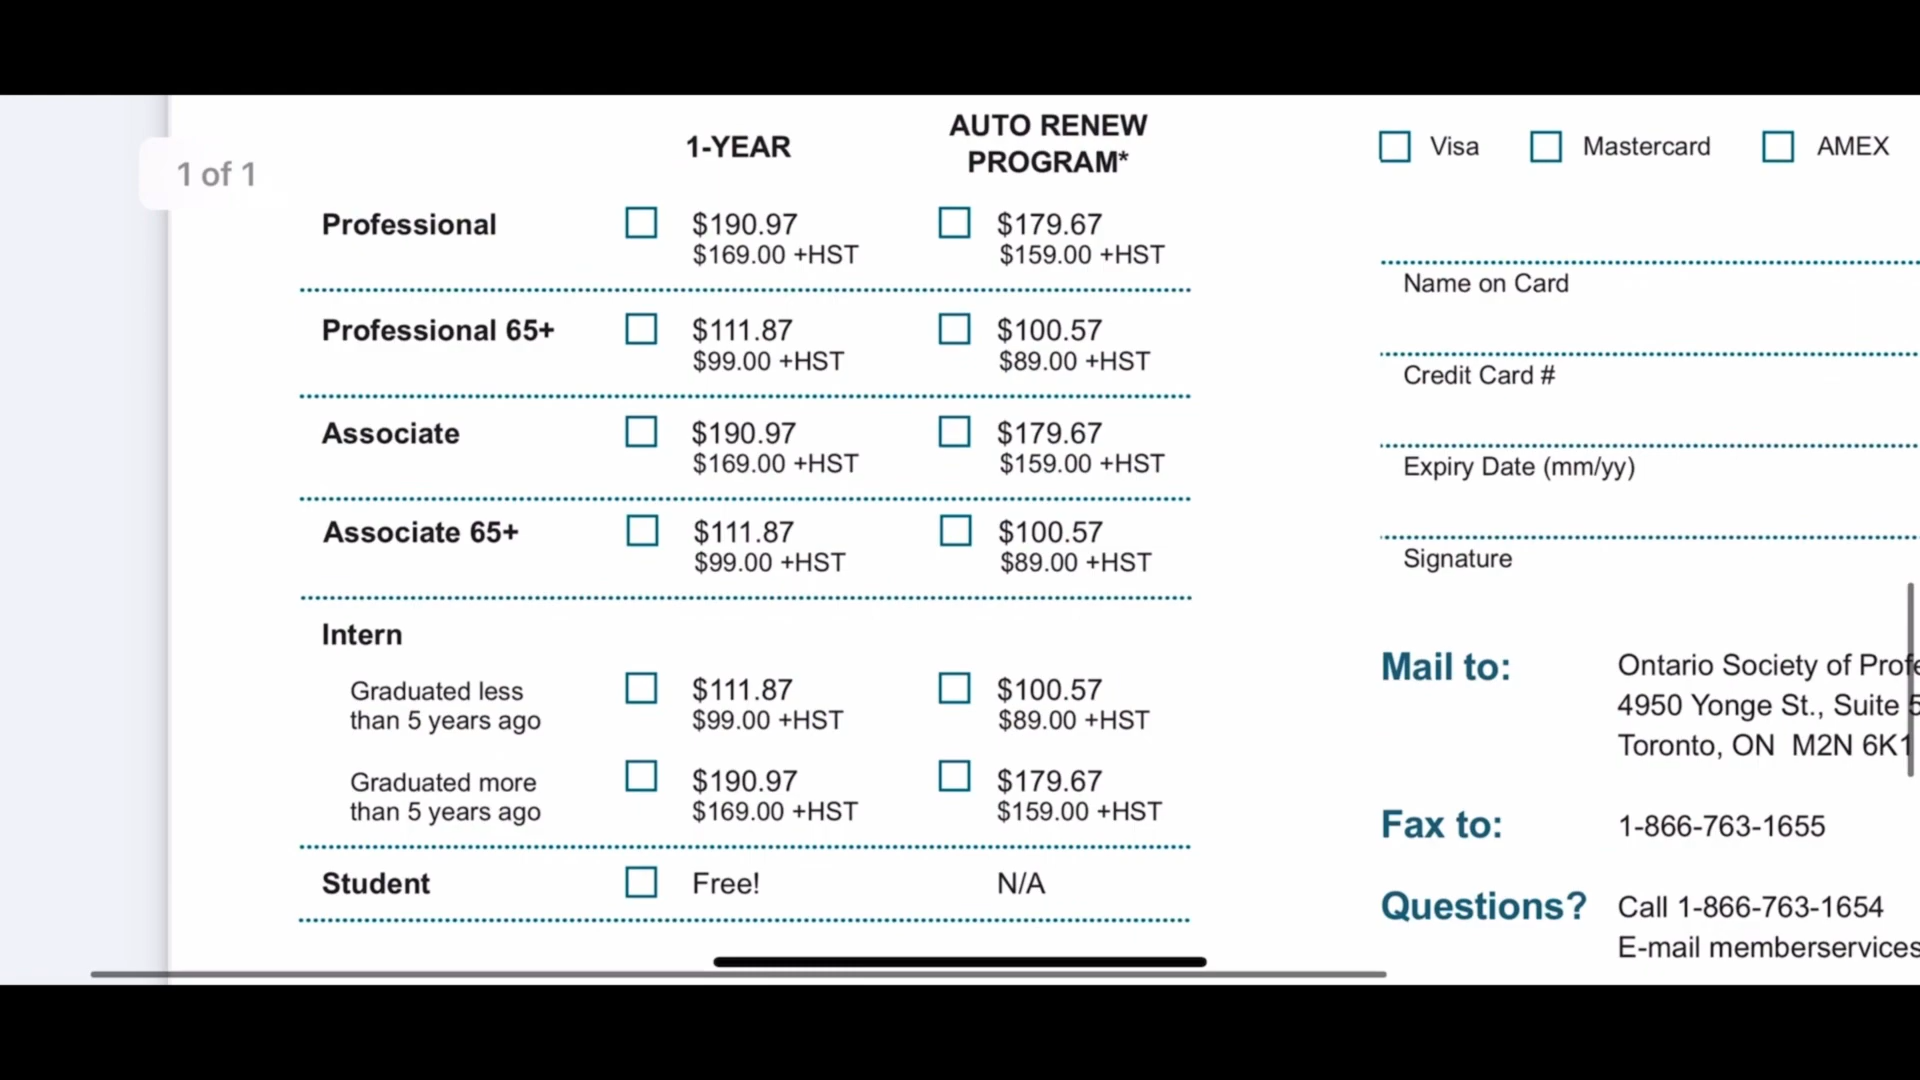 1 of 1
1-YEAR
AUTO RENEW
PROGRAM*
Professional
$190.97
$169.00 +HST
$179.67
$159.00 +HST
Professional 65+
$111.87
$99.00 +HST
$100.57
$89.00 +HST
Associate
$190.97
$169.00 +HST
$179.67
$159.00 +HST
Associate 65+
$111.87
$99.00 +HST
$100.57
$89.00 +HST
Intern
Graduated less
than 5 years ago
$111.87
$99.00 +HST
$100.57
$89.00 +HST
Graduated more
than 5 years ago
$190.97
$169.00 +HST
$179.67
$159.00 +HST
Student
Free!
N/A
Visa
Mastercard
AMEX
Name on Card
Credit Card #
Expiry Date (mm/yy)
Signature
Mail to:
Ontario Society of
4950 Yonge St., Suite
Toronto, ON M2N 6K1
Fax to:
1-866-763-1655
Questions?
Call 1-866-763-1654
E-mail memberservices